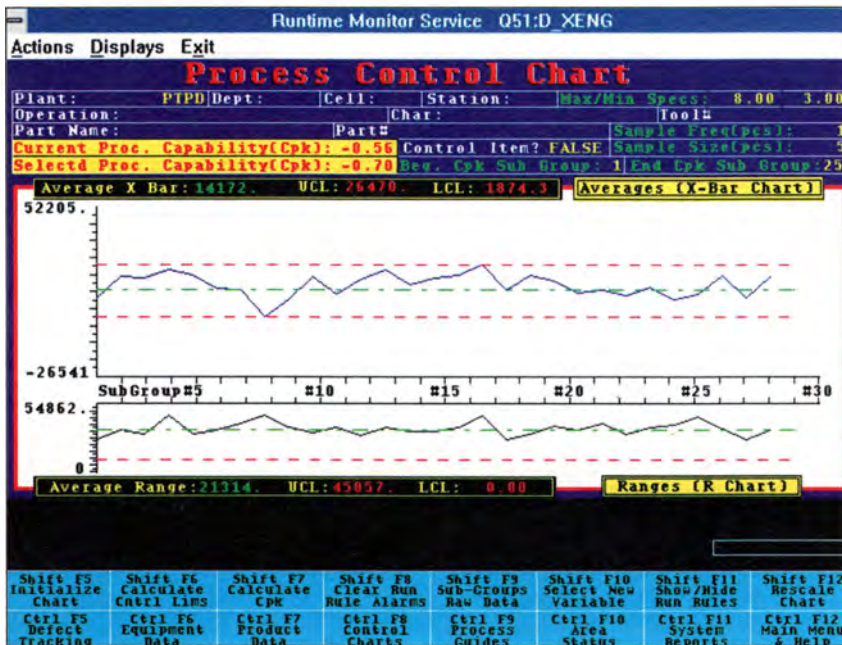 Runtime Monitor Service Q51:D_XENG
Actions Displays Exit
Process Control Chart
Plant: PTPD Dept: Cell: Station: Max/Min Specs: 8.00 3.00
Operation: Char: Tool#
Part Name: Part# Sample Freq(pcs): 1
Current Proc. Capability(Cpk): -0.56 Control Item? FALSE Sample Size(pcs): 5
Selectd Proc. Capability(Cpk): -0.70 Beg. Cpk Sub Group: 1 End Cpk Sub Group:25
Average X Bar:14172. UCL:26470. LCL: 1874.3 Averages (X-Bar Chart)
52205.
-26541
SubGroup#5 #10 #15 #20 #25 #30
54862.
0
Average Range:21314. UCL:45057. LCL: 0.00 Ranges (R Chart)
Shift F5 Shift F6 Shift F7 Shift F8 Shift F9 Shift F10 Shift F11 Shift F12
Initialize Calculate Calculate Clear Run Sub-Groups Select New Show/Hide Rescale
Chart Cntrl Lims Cpk Rule Alarms Raw Data Variable Run Rules Chart
Ctrl F5 Ctrl F6 Ctrl F7 Ctrl F8 Ctrl F9 Ctrl F10 Ctrl F11 Ctrl F12
Defect Equipment Product Control Process Area System Main Menu
Tracking Data Data Charts Guides Status Reports & Help